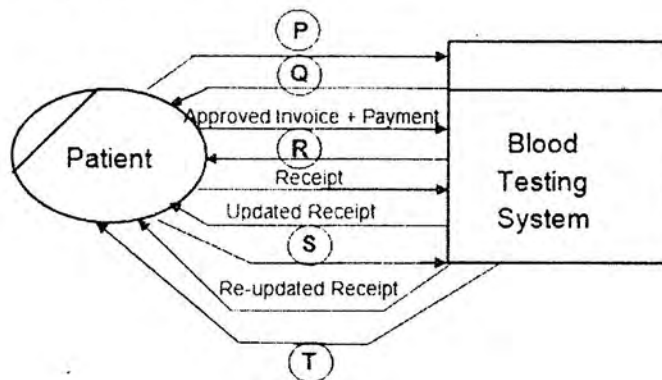 P
Q
Approved Invoice + Payment
R
Patient
Receipt
Updated Receipt
S
Re-updated Receipt
T
Blood
Testing
System